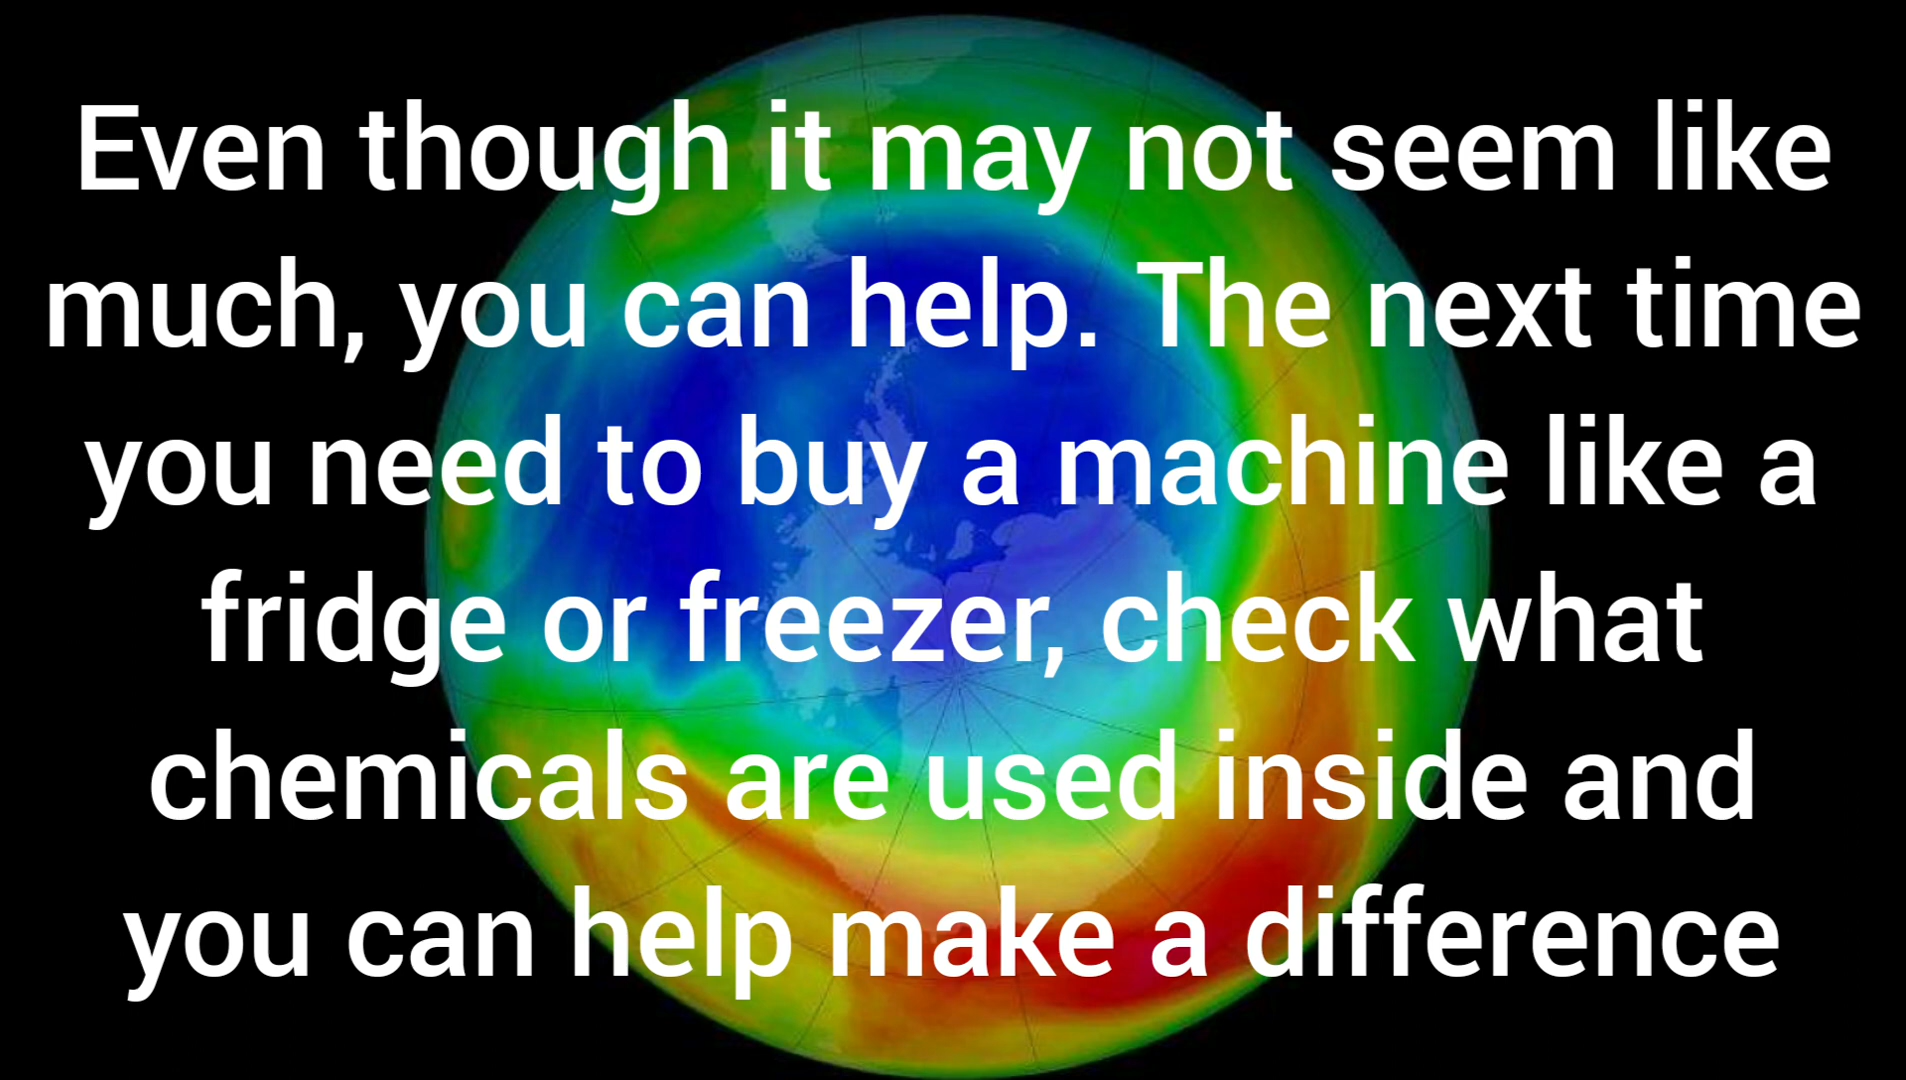 Even though it may not seem like
much, you can help. The next time
you need to buy a machine like a
fridge or freezer, check what
chemicals are used inside and
you can help make a difference